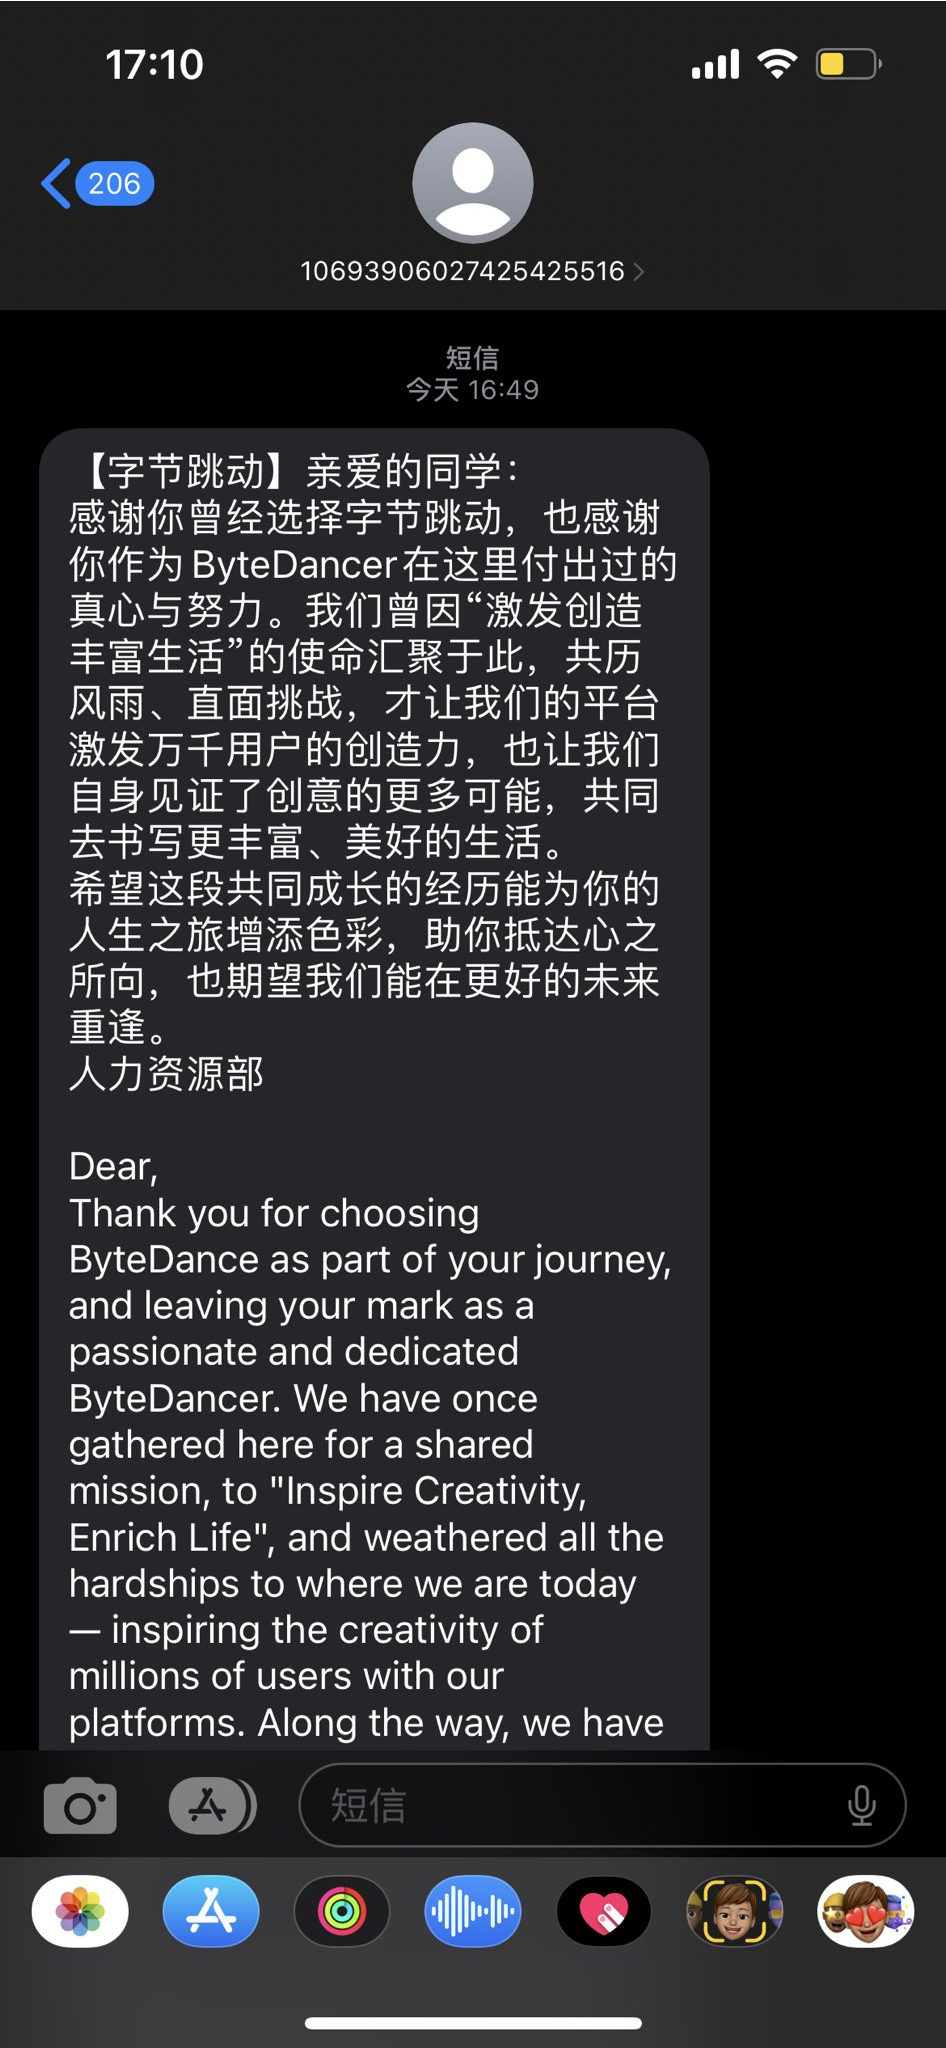 17:10
206
10693906027425425516
短信
今天 16:49
【字节跳动】亲爱的同学：
感谢你曾经选择字节跳动，也感谢
你作为ByteDancer在这里付出过的
真心与努力。我们曾因“激发创造
丰富生活”的使命汇聚于此，共历
风雨、直面挑战，才让我们的平台
激发万千用户的创造力，也让我们
自身见证了创意的更多可能，共同
去书写更丰富、美好的生活。
希望这段共同成长的经历能为你的
人生之旅增添色彩，助你抵达心之
所向，也期望我们能在更好的未来
重逢。
人力资源部
Dear,
Thank you for choosing
ByteDance as part of your journey,
and leaving your mark as a
passionate and dedicated
ByteDancer. We have once
gathered here for a shared
mission, to "Inspire Creativity,
Enrich Life", and weathered all the
hardships to where we are today
— inspiring the creativity of
millions of users with our
platforms. Along the way, we have
短信